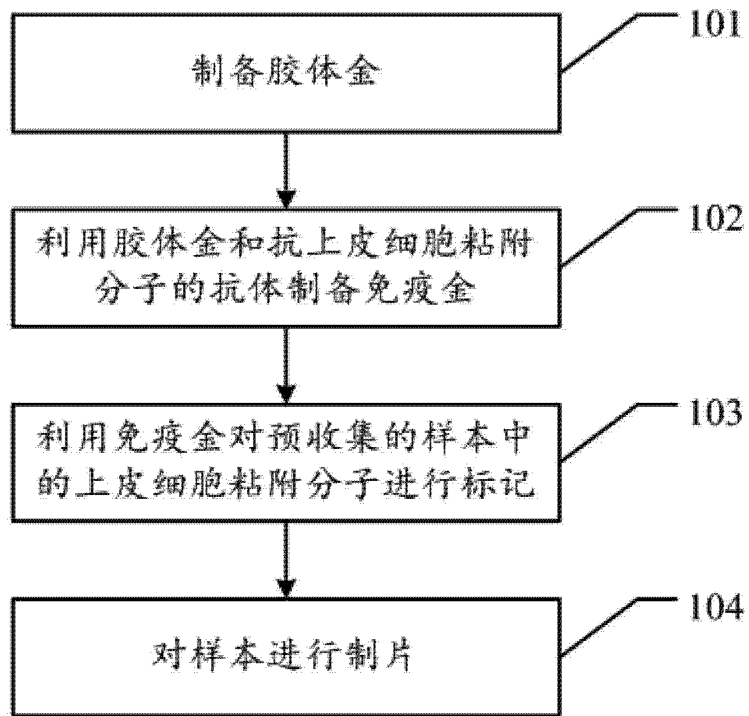 101
制备胶体金
102
利用胶体金和抗上皮细胞粘附
分子的抗体制备免疫金
103
利用免疫金对预收集的样本中
的上皮细胞粘附分子进行标记
104
对样本进行制片